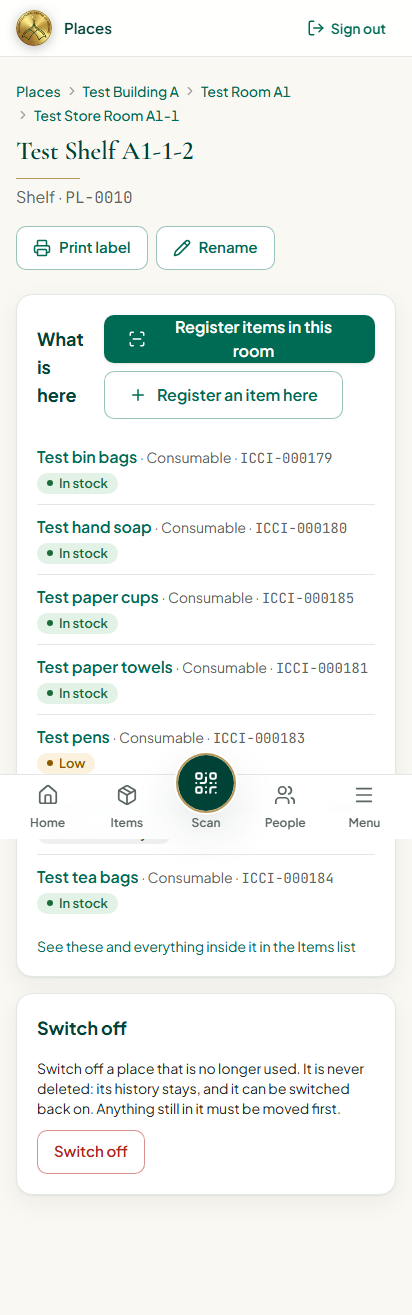 Places
Sign out
Places > Test Building A > Test Room A1
> Test Store Room A1-1
Test Shelf A1-1-2
Shelf · PL-0010
Print label
Rename
What
is
here
Register items in this
room
Register an item here
Test bin bags · Consumable · ICCI-000179
In stock
Test hand soap · Consumable · ICCI-000180
In stock
Test paper cups · Consumable · ICCI-000185
In stock
Test paper towels · Consumable · ICCI-000181
In stock
Test pens · Consumable · ICCI-000183
Low
Home
Items
Scan
People
Menu
Test tea bags · Consumable · ICCI-000184
In stock
See these and everything inside it in the Items list
Switch off
Switch off a place that is no longer used. It is never
deleted: its history stays, and it can be switched
back on. Anything still in it must be moved first.
Switch off